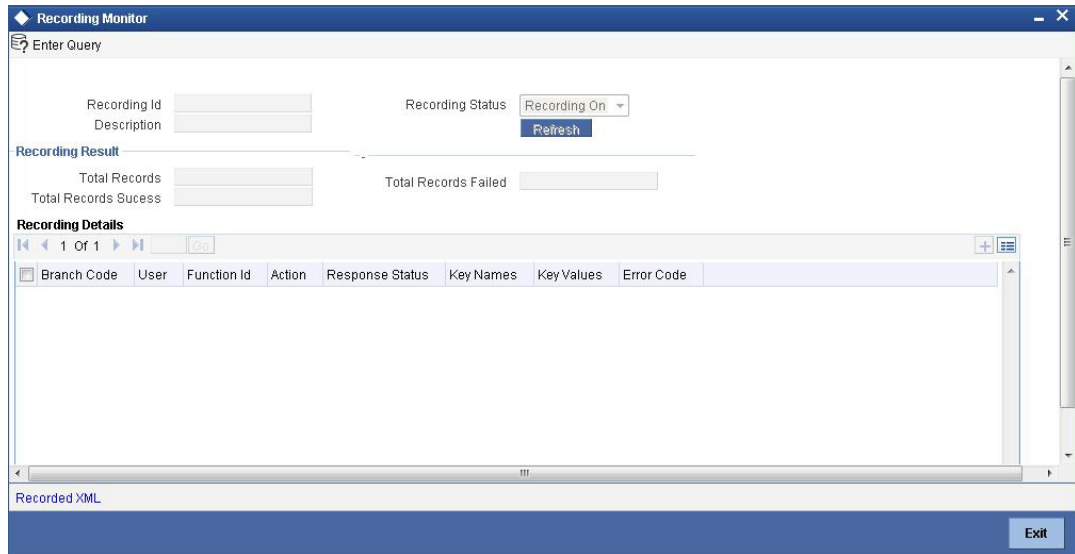 Recording Monitor
Enter Query
Recording Id
Recording Status
Recording On
Description
Refresh
Recording Result
Total Records
Total Records Failed
Total Records Sucess
Recording Details
1 Of 1
Go
Branch Code User Function Id Action Response Status Key Names Key Values Error Code
Recorded XML
Exit